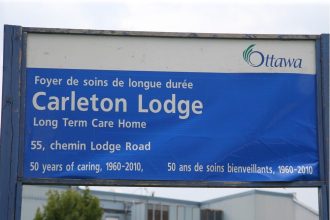 Ottawa
Foyer de soins de longue durée
Carleton Lodge
Long Term Care Home
55, chemin Lodge Road
50 years of caring, 1960-2010, 50 ans de soins bienveillants, 1960-2010